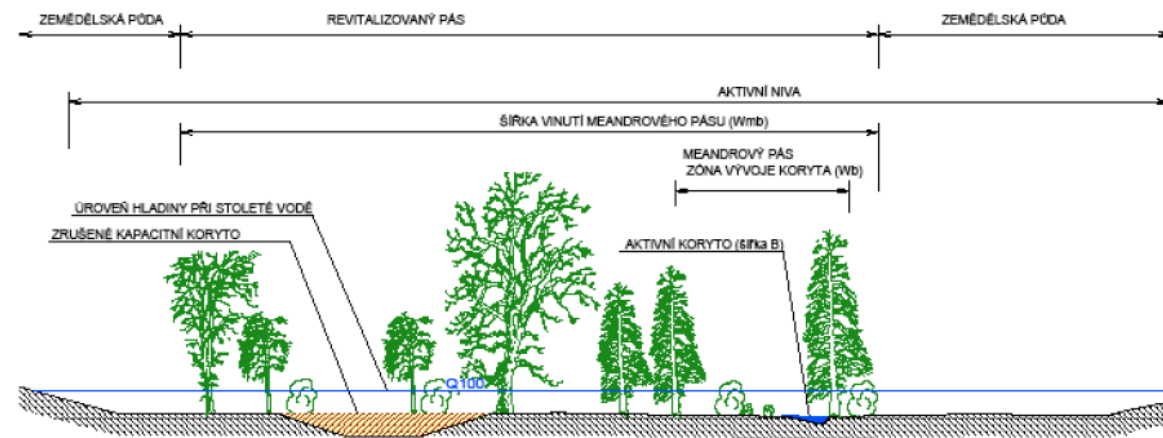 ZEMĚDĚLSKÁ PŮDA
REVITALIZOVANÝ PÁS
ZEMĚDĚLSKÁ PŮDA
AKTIVNÍ NIVA
ŠÍŘKA VINUTÍ MEANDROVÉHO PÁSU (Wmb)
MEANDROVÝ PÁS
ZÓNA VÝVOJE KORYTA (Wb)
ÚROVEŇ HLADINY PŘI STOLETÉ VODĚ
ZRUŠENÉ KAPACITNÍ KORYTO
AKTIVNÍ KORYTO (šířka B)
Q100